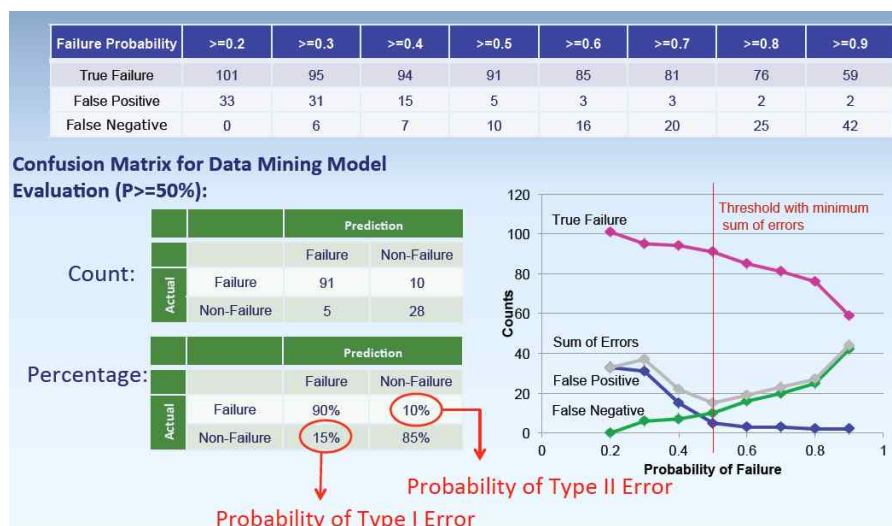 Failure Probability >=0.2 >=0.3 >=0.4 >=0.5 >=0.6 >=0.7 >=0.8 >=0.9
True Failure 101 95 94 91 85 81 76 59
False Positive 33 31 15 5 3 3 2 2
False Negative 0 6 7 10 16 20 25 42
Confusion Matrix for Data Mining Model
Evaluation (P>=50%):
Count:
Prediction
Failure Non-Failure
Actual
Failure 91 10
Non-Failure 5 28
Percentage:
Prediction
Failure Non-Failure
Actual
Failure 90% 10%
Non-Failure 15% 85%
Probability of Type II Error
Probability of Type I Error
120
100
80
60
40
20
0
Counts
True Failure
Threshold with minimum
sum of errors
Sum of Errors
False Positive
False Negative
0 0.2 0.4 0.6 0.8 1
Probability of Failure